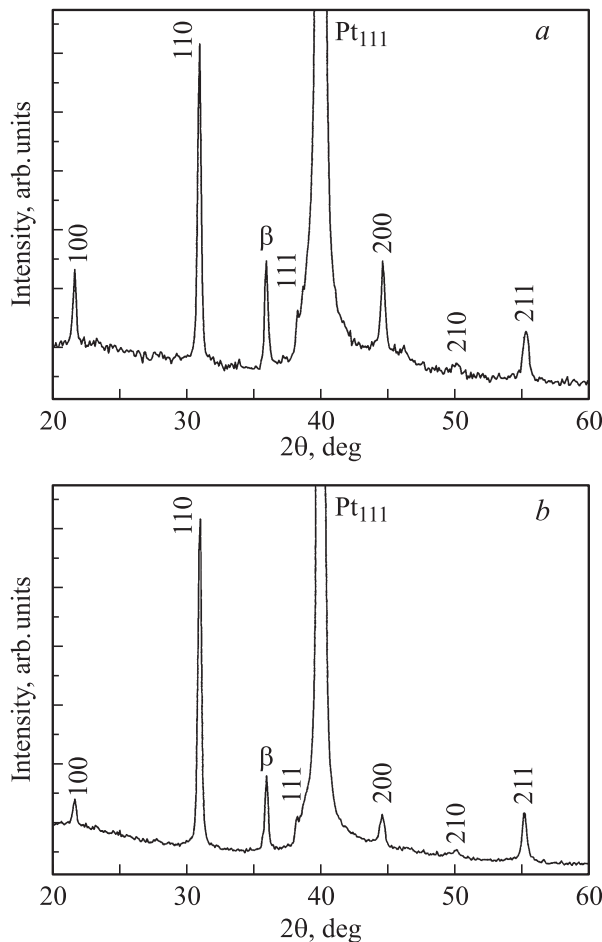 110
Pt111
a
100
β
111
200
210
211
Intensity, arb. units
20 30 40 50 60
2θ, deg
110
Pt111
b
100
β
111
200
210
211
Intensity, arb. units
20 30 40 50 60
2θ, deg